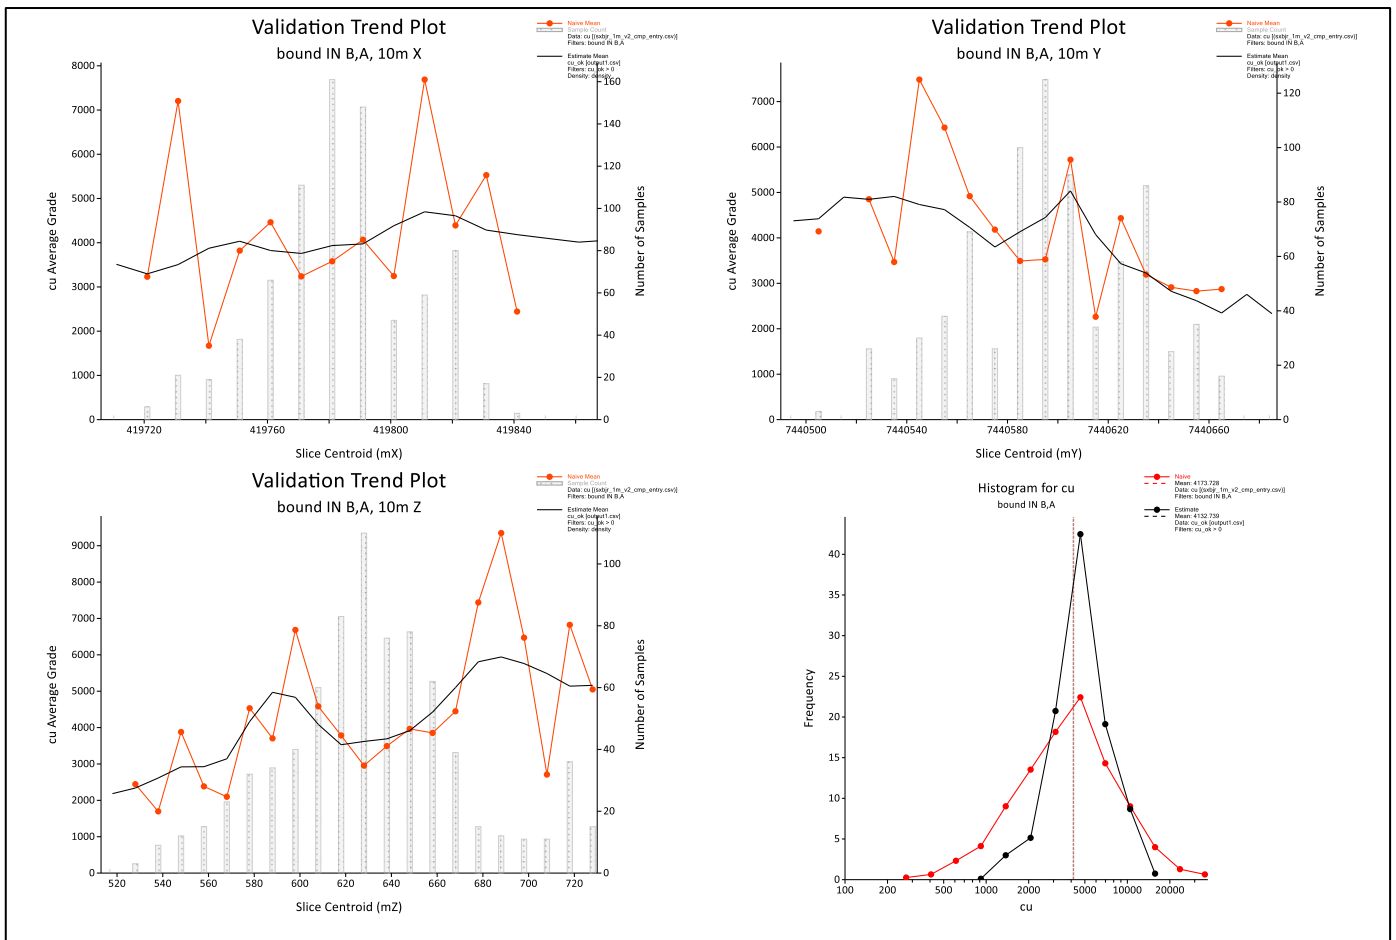 Validation Trend Plot
bound IN B,A, 10m X
Naive Mean
Sample Count
Data: cu [(sxbjr_1m_v2_cmp_entry.csv)]
Filters: bound IN B,A
Estimate Mean
cu_ok [output1.csv]
Filters: cu_ok > 0
Density: density
cu Average Grade
8000
7000
6000
5000
4000
3000
2000
1000
0
Number of Samples
160
140
120
100
80
60
40
20
0
419720 419760 419800 419840
Slice Centroid (mX)
Validation Trend Plot
bound IN B,A, 10m Y
Naive Mean
Sample Count
Data: cu [(sxbjr_1m_v2_cmp_entry.csv)]
Filters: bound IN B,A
Estimate Mean
cu_ok [output1.csv]
Filters: cu_ok > 0
Density: density
cu Average Grade
7000
6000
5000
4000
3000
2000
1000
0
Number of Samples
120
100
80
60
40
20
0
7440500 7440540 7440580 7440620 7440660
Slice Centroid (mY)
Validation Trend Plot
bound IN B,A, 10m Z
Naive Mean
Sample Count
Data: cu [(sxbjr_1m_v2_cmp_entry.csv)]
Filters: bound IN B,A
Estimate Mean
cu_ok [output1.csv]
Filters: cu_ok > 0
Density: density
cu Average Grade
9000
8000
7000
6000
5000
4000
3000
2000
1000
0
Number of Samples
100
80
60
40
20
0
520 540 560 580 600 620 640 660 680 700 720
Slice Centroid (mZ)
Histogram for cu
bound IN B,A
Naive
Mean: 4173.728
Data: cu [(sxbjr_1m_v2_cmp_entry.csv)]
Filters: bound IN B,A
Estimate
Mean: 4132.739
Data: cu_ok [output1.csv]
Filters: cu_ok > 0
Frequency
40
35
30
25
20
15
10
5
0
100 200 500 1000 2000 5000 10000 20000
cu